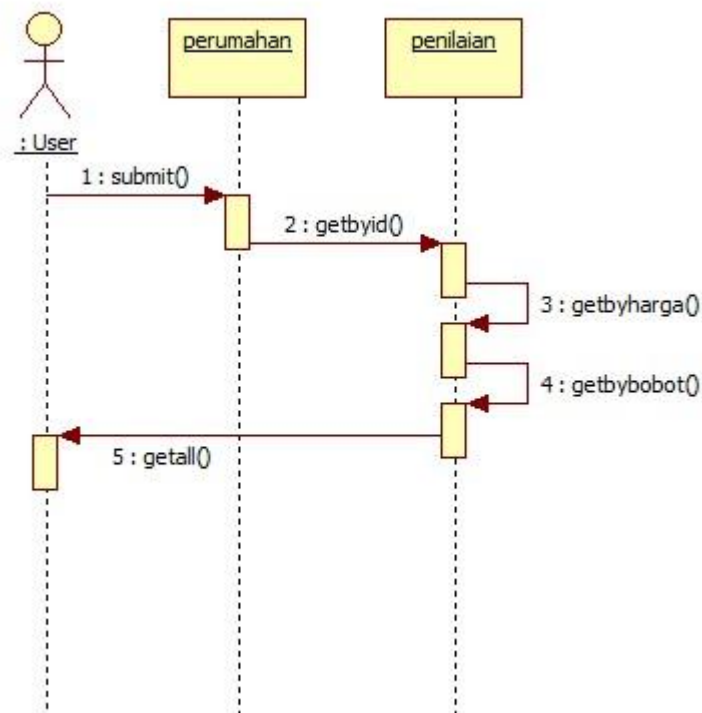 perumahan
penilaian
: User
1 : submit()
2 : getbyid()
3 : getbyharga()
4 : getbybobot()
5 : getall()